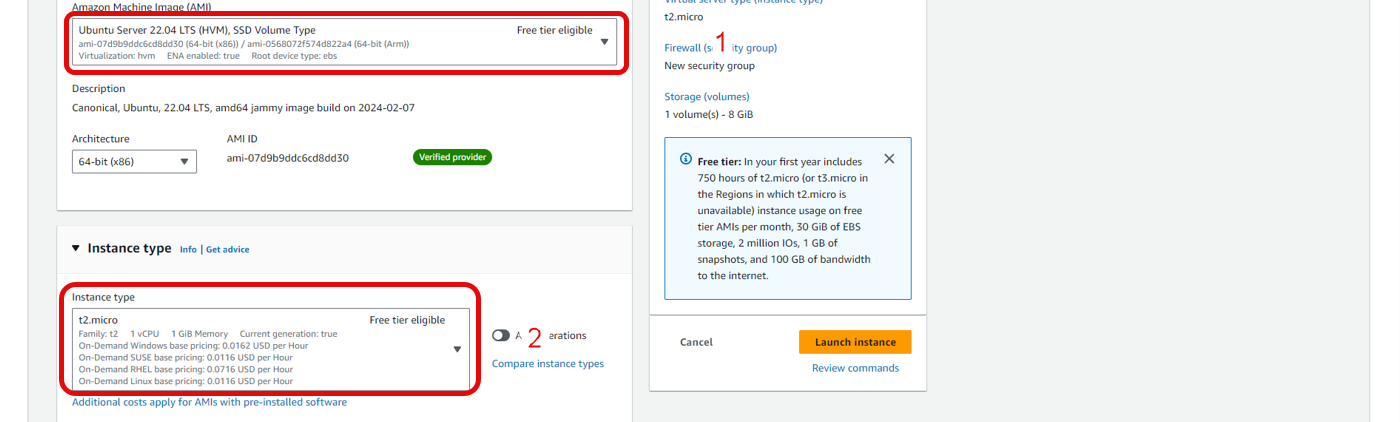 Amazon Machine Image (AMI)
Ubuntu Server 22.04 LTS (HVM), SSD Volume Type
Free tier eligible
ami-07d9b9ddc6cd8dd30 (64-bit (x86)) / ami-0568072f574d822a4 (64-bit (Arm))
Virtualization: hvm ENA enabled: true Root device type: ebs
Description
Canonical, Ubuntu, 22.04 LTS, amd64 jammy image build on 2024-02-07
Architecture
AMI ID
64-bit (x86)
ami-07d9b9ddc6cd8dd30
Verified provider
Instance type Info | Get advice
Instance type
t2.micro
Free tier eligible
Family: t2 1 vCPU 1 GiB Memory Current generation: true
On-Demand Windows base pricing: 0.0162 USD per Hour
On-Demand SUSE base pricing: 0.0116 USD per Hour
On-Demand RHEL base pricing: 0.0716 USD per Hour
On-Demand Linux base pricing: 0.0116 USD per Hour
2
Compare instance types
Additional costs apply for AMIs with pre-installed software
Virtual server type (instance type)
t2.micro
Firewall (s 1 ity group)
New security group
Storage (volumes)
1 volume(s) - 8 GiB
Free tier: In your first year includes
750 hours of t2.micro (or t3.micro in
the Regions in which t2.micro is
unavailable) instance usage on free
tier AMIs per month, 30 GiB of EBS
storage, 2 million IOs, 1 GB of
snapshots, and 100 GB of bandwidth
to the internet.
Cancel
Launch instance
Review commands